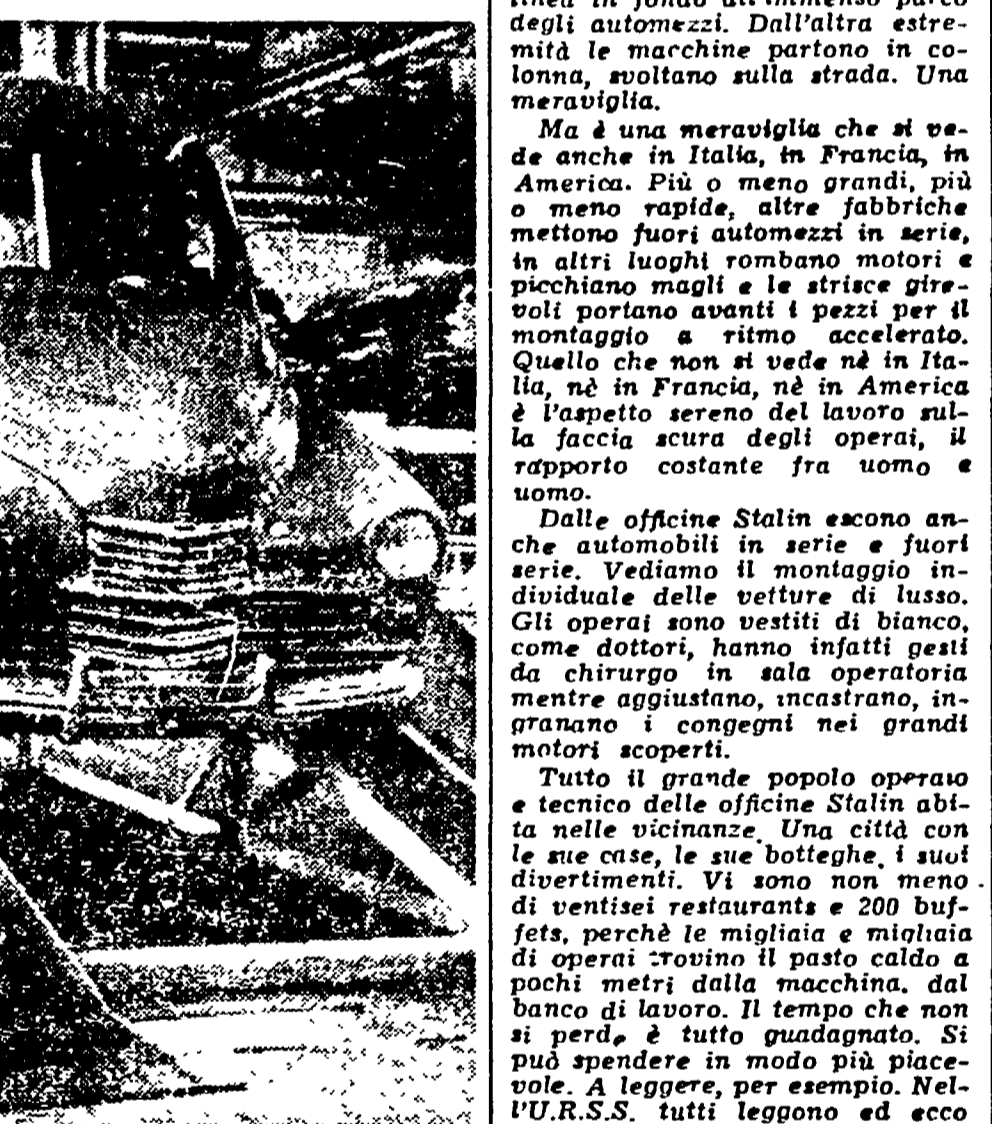 linea in fondo all'immenso parco
degli automezzi. Dall'altra estre-
mità le macchine partono in co-
lonna, svoltano sulla strada. Una
meraviglia.
Ma è una meraviglia che si ve-
de anche in Italia, in Francia, in
America. Più o meno grandi, più
o meno rapide, altre fabbriche
mettono fuori automezzi in serie,
in altri luoghi rombano motori e
picchiano magli e le strisce gire-
voli portano avanti i pezzi per il
montaggio a ritmo accelerato.
Quello che non si vede nè in Ita-
lia, nè in Francia, nè in America
è l'aspetto sereno del lavoro sul-
la faccia scura degli operai, il
rapporto costante fra uomo e
uomo.
Dalle officine Stalin escono an-
che automobili in serie e fuori
serie. Vediamo il montaggio in-
dividuale delle vetture di lusso.
Gli operai sono vestiti di bianco,
come dottori, hanno infatti gesti
da chirurgo in sala operatoria
mentre aggiustano, incastrano, in-
granano i congegni nei grandi
motori scoperti.
Tutto il grande popolo operaio
e tecnico delle officine Stalin abi-
ta nelle vicinanze. Una città con
le sue case, le sue botteghe, i suoi
divertimenti. Vi sono non meno
di ventisei restaurants e 200 buf-
fets, perchè le migliaia e migliaia
di operai trovino il pasto caldo a
pochi metri dalla macchina, dal
banco di lavoro. Il tempo che non
si perde è tutto guadagnato. Si
può spendere in modo più piace-
vole. A leggere, per esempio. Nel-
l'U.R.S.S. tutti leggono ed ecco